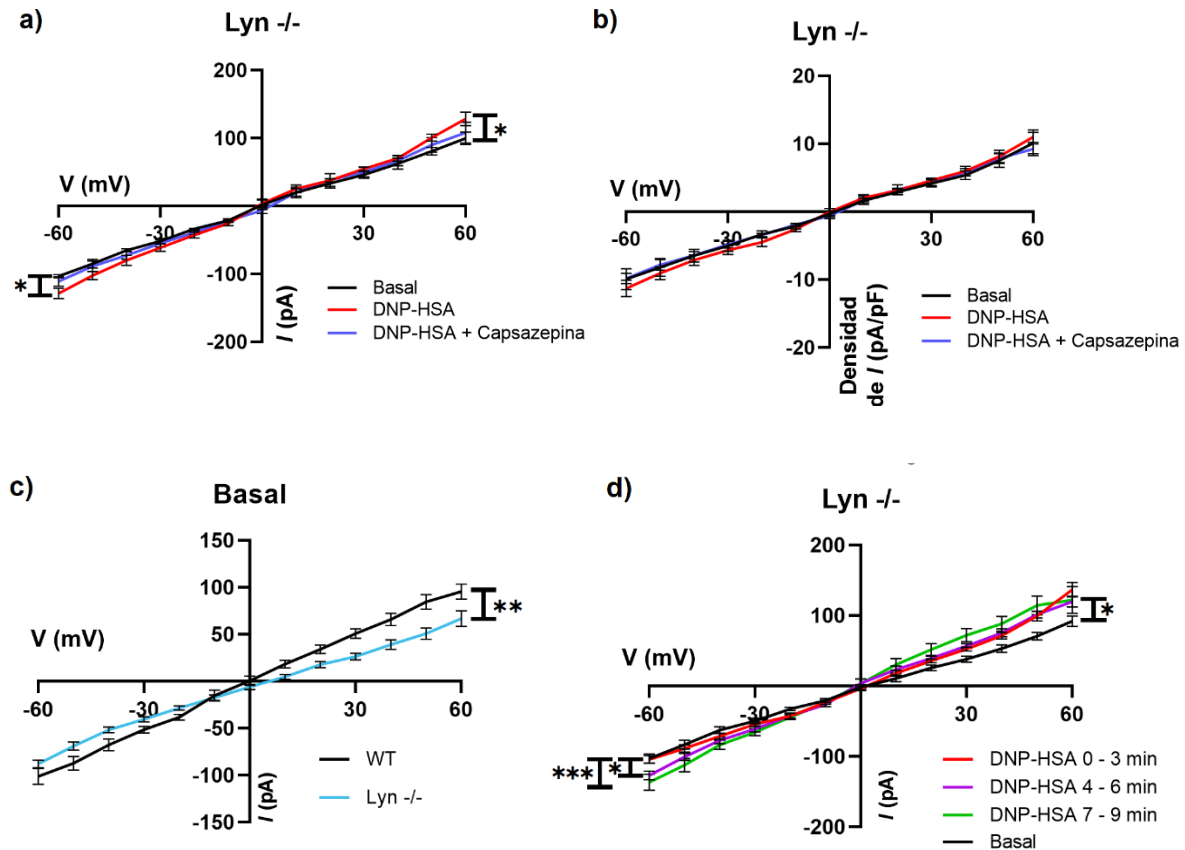 a)
Lyn -/-
200
100
V (mV)
-60
-30
30
60
*
*
-100
-200
I (pA)
Basal
DNP-HSA
DNP-HSA + Capsazepina
b)
Lyn -/-
20
10
V (mV)
-60
-30
30
60
-10
-20
Densidad
de I (pA/pF)
Basal
DNP-HSA
DNP-HSA + Capsazepina
c)
Basal
150
100
50
V (mV)
-60
-30
30
60
**
-50
-100
-150
I (pA)
WT
Lyn -/-
d)
Lyn -/-
200
100
V (mV)
-60
-30
30
60
*
***
*
-100
-200
I (pA)
DNP-HSA 0 - 3 min
DNP-HSA 4 - 6 min
DNP-HSA 7 - 9 min
Basal